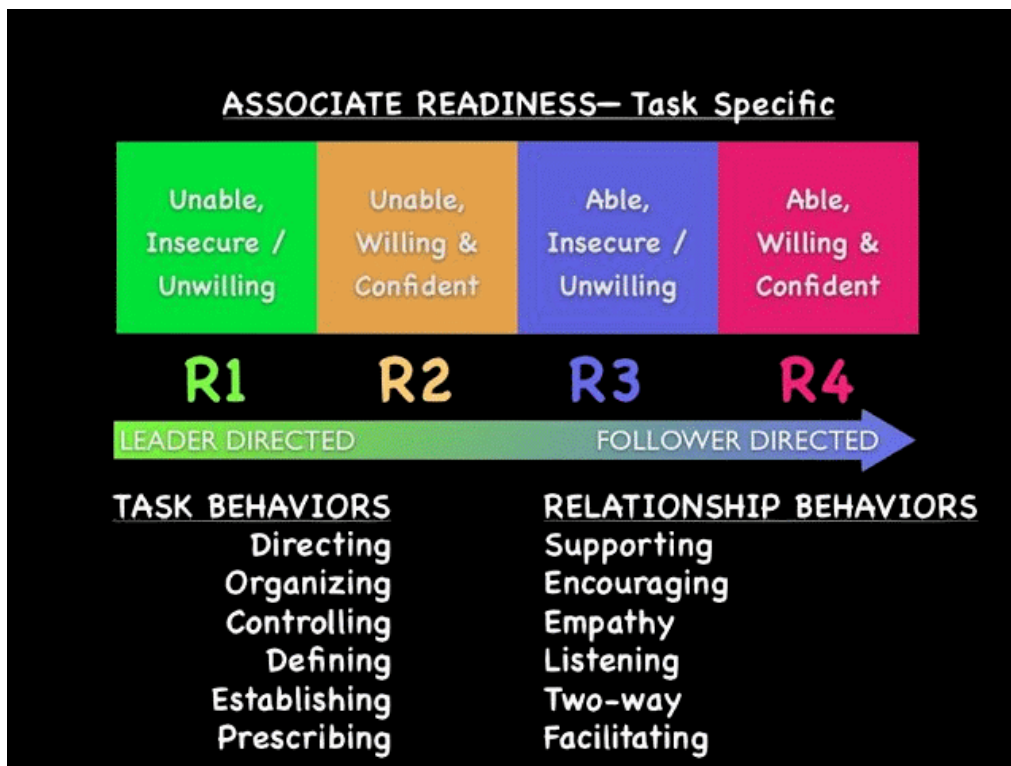 ASSOCIATE READINESS— Task Specific
Unable,
Insecure /
Unwilling
Unable,
Willing &
Confident
Able,
Insecure /
Unwilling
Able,
Willing &
Confident
R1
R2
R3
R4
LEADER DIRECTED
FOLLOWER DIRECTED
TASK BEHAVIORS
Directing
Organizing
Controlling
Defining
Establishing
Prescribing
RELATIONSHIP BEHAVIORS
Supporting
Encouraging
Empathy
Listening
Two-way
Facilitating